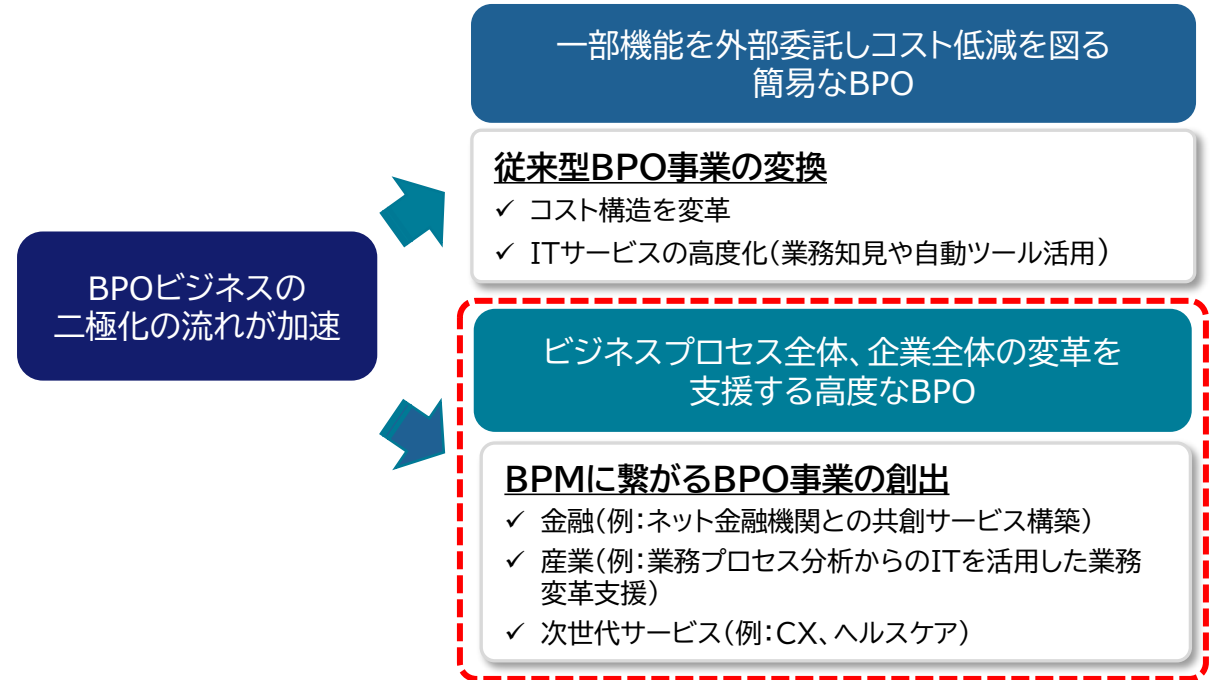 一部機能を外部委託しコスト低減を図る
簡易なBPO
従来型BPO事業の変換
✓ コスト構造を変革
✓ ITサービスの高度化(業務知見や自動ツール活用)
BPOビジネスの
二極化の流れが加速
ビジネスプロセス全体、企業全体の変革を
支援する高度なBPO
BPMに繋がるBPO事業の創出
✓ 金融(例:ネット金融機関との共創サービス構築)
✓ 産業(例:業務プロセス分析からのITを活用した業務
変革支援)
✓ 次世代サービス(例:CX、ヘルスケア)